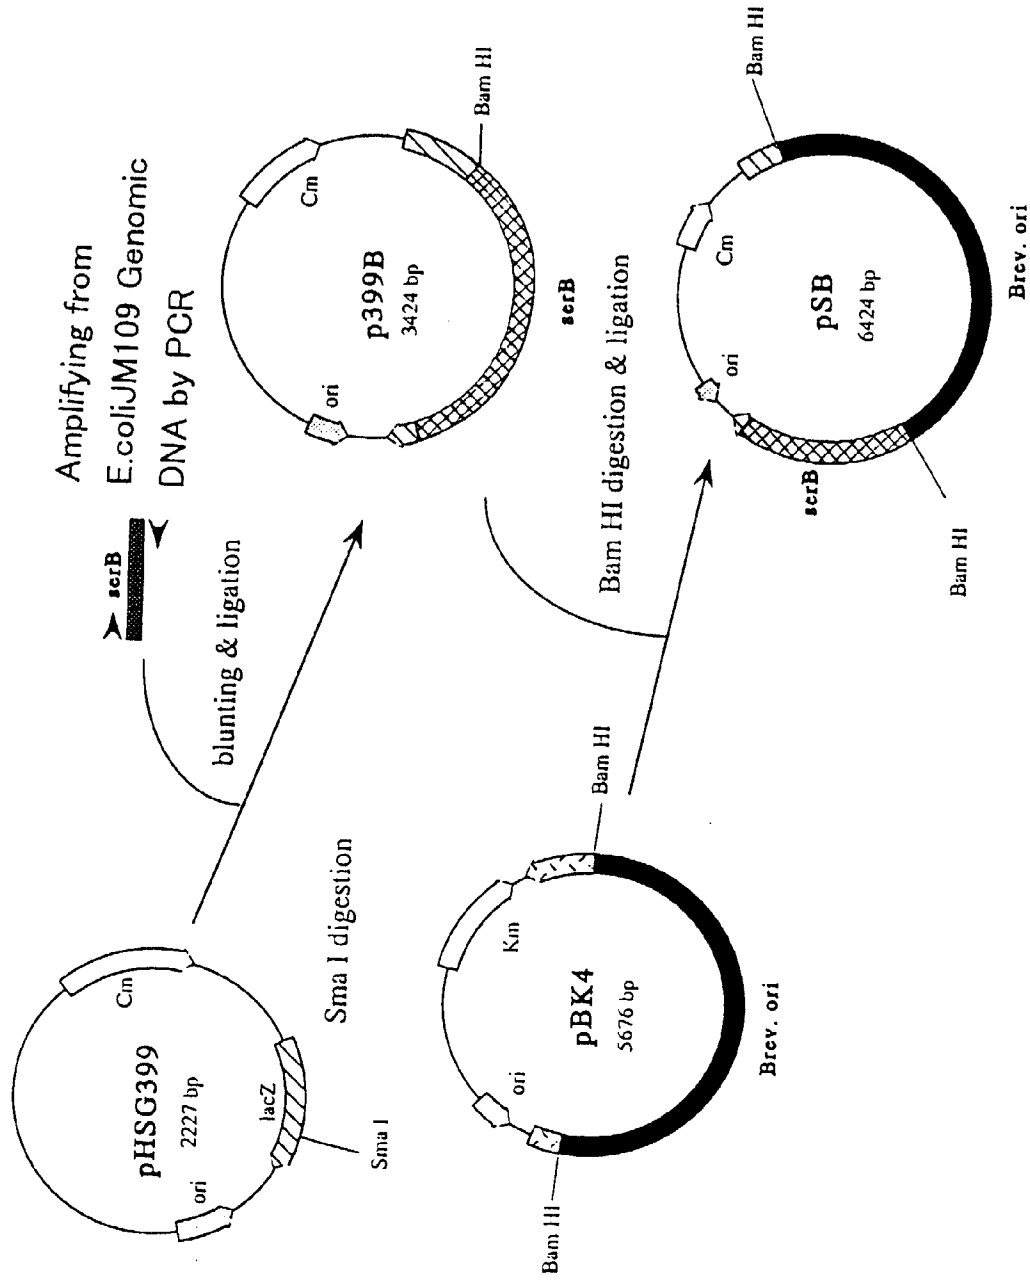 Amplifying from
E.coliJM109 Genomic
DNA by PCR
serB
pHSG399
2227 bp
Cm
lacZ
ori
Sma I
Sma I digestion
blunting & ligation
p399B
3424 bp
Cm
ori
Bam HI
serB
pBK4
5676 bp
Km
ori
Bam HI
Bam HI
Brev. ori
Bam HI digestion & ligation
pSB
6424 bp
Cm
ori
serB
Bam HI
Bam HI
Brev. ori